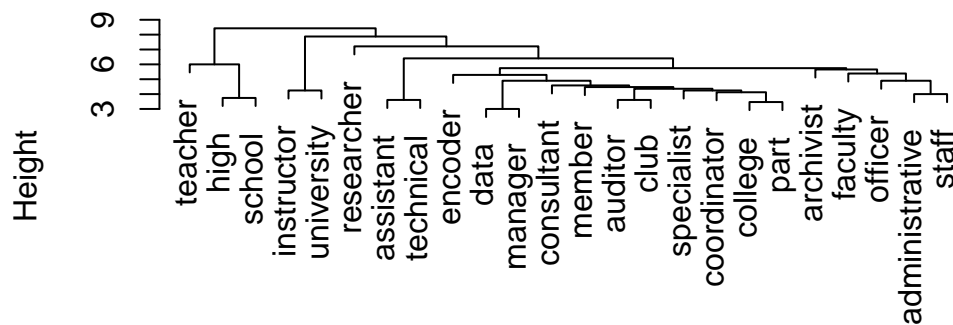 9
6
3
Height
teacher
high
school
instructor
university
researcher
assistant
technical
encoder
data
manager
consultant
member
auditor
club
specialist
coordinator
college
part
archivist
faculty
officer
administrative
staff